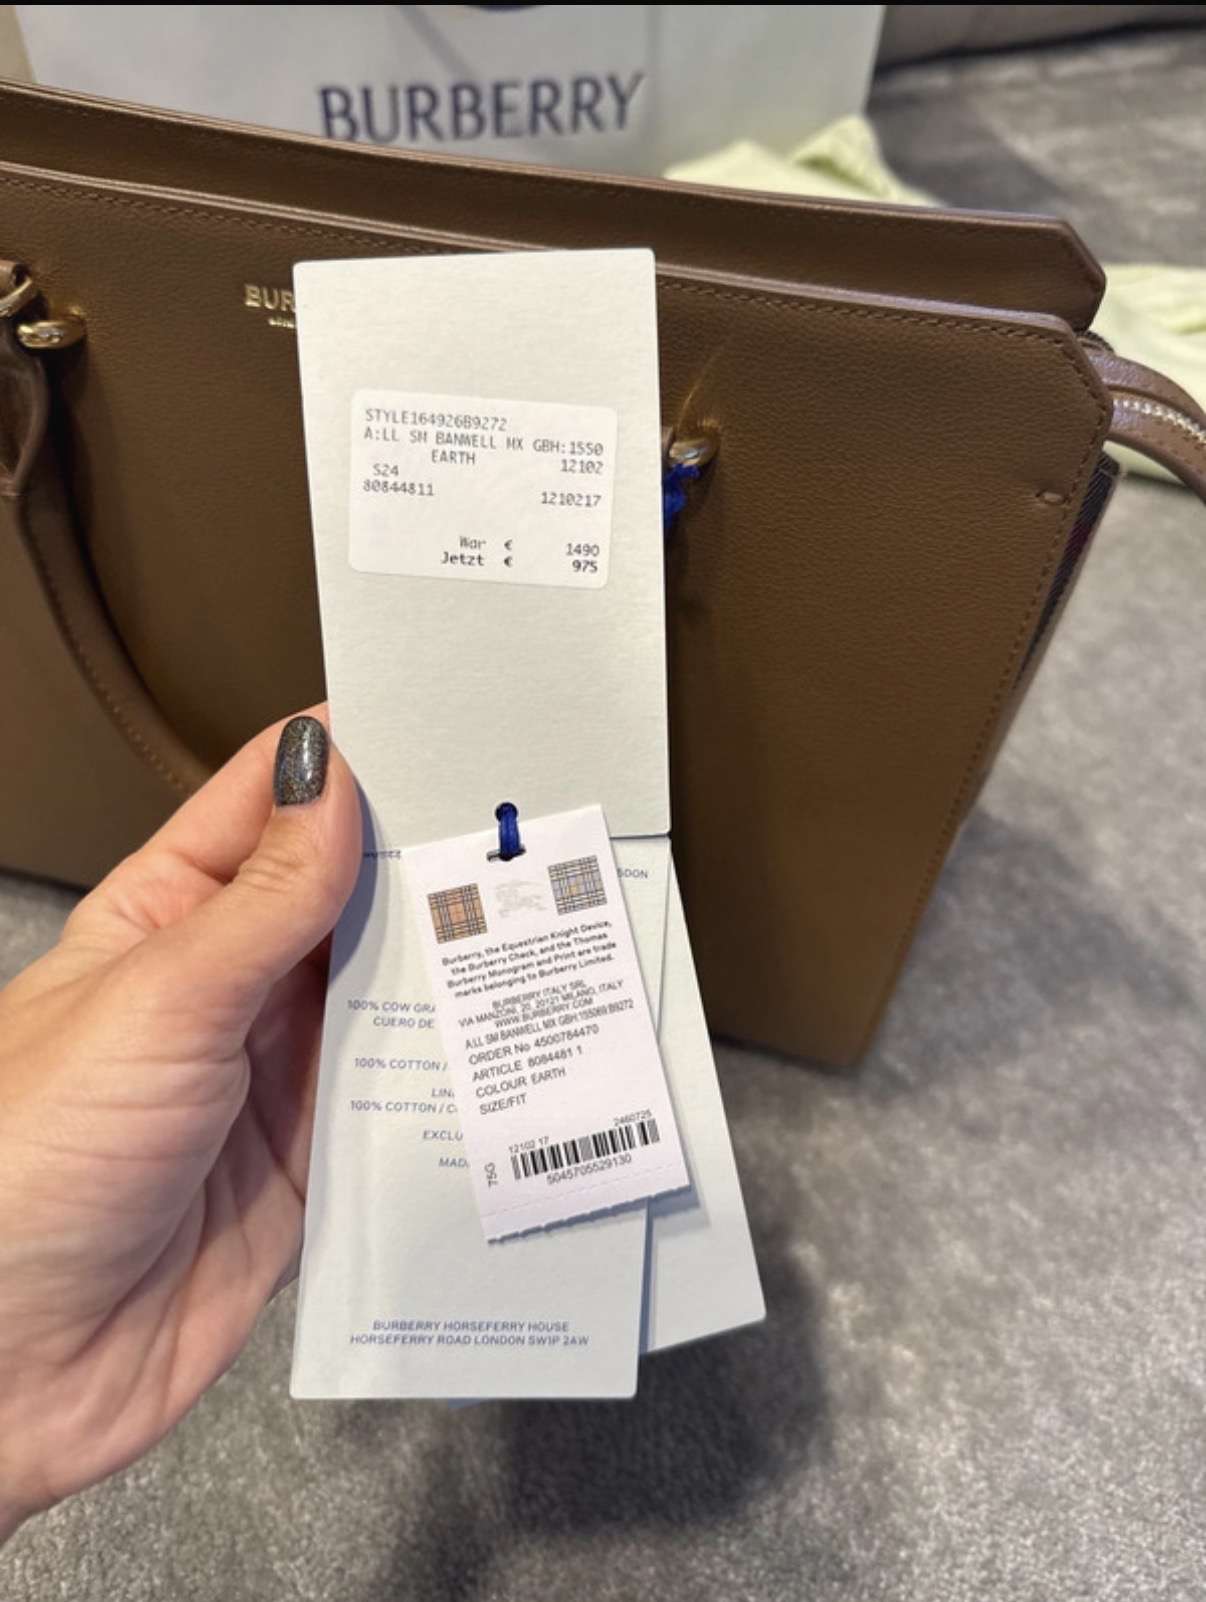 BURBERRY
BUR
STYLE164926B9272
A:LL SM BANWELL MX GBH:1550
EARTH 12102
S24
80844811 1210217
War € 1490
Jetzt € 975
SDON
Burberry, the Equestrian Knight Device,
the Burberry Check, and the Thomas
Burberry Monogram and Print are trade
marks belonging to Burberry Limited.
BURBERRY ITALY SRL
VIA MANZONI, 20, 20121 MILANO, ITALY
WWW.BURBERRY.COM
A:LL SM BANWELL MX GBH:155069 B9272
ORDER No 4500784470
ARTICLE 8084481 1
COLOUR EARTH
SIZE/FIT
12102 17 2460725
75G
5045705529130
100% COW GRA
CUERO DE
100% COTTON /
LIN
100% COTTON / C
EXCLU
MAD
BURBERRY HORSEFERRY HOUSE
HORSEFERRY ROAD LONDON SW1P 2AW